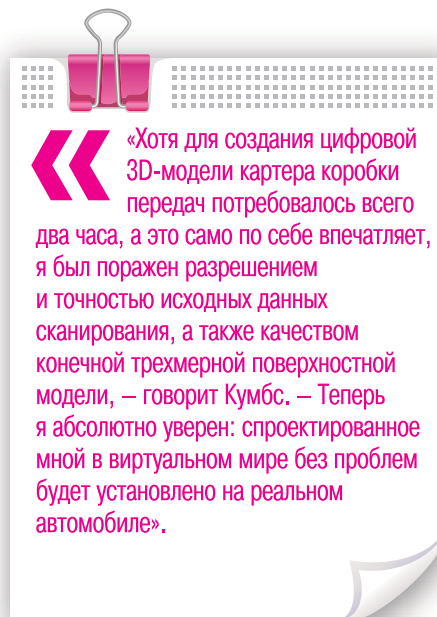 «Хотя для создания цифровой
3D-модели картера коробки
передач потребовалось всего
два часа, а это само по себе впечатляет,
я был поражен разрешением
и точностью исходных данных
сканирования, а также качеством
конечной трехмерной поверхностной
модели, – говорит Кумбс. – Теперь
я абсолютно уверен: спроектированное
мной в виртуальном мире без проблем
будет установлено на реальном
автомобиле».